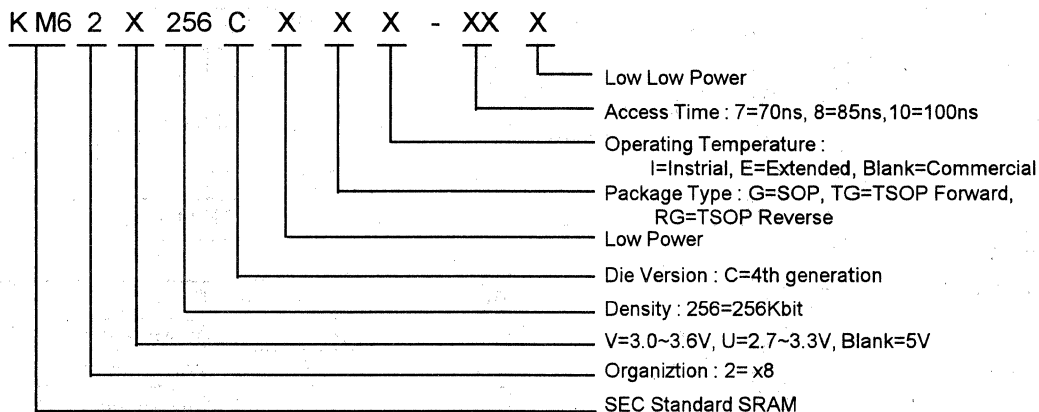 KM6 2 X 256 C X X X - XX X
Low Low Power
Access Time : 7=70ns, 8=85ns,10=100ns
Operating Temperature :
I=Instrial, E=Extended, Blank=Commercial
Package Type : G=SOP, TG=TSOP Forward,
RG=TSOP Reverse
Low Power
Die Version : C=4th generation
Density : 256=256Kbit
V=3.0~3.6V, U=2.7~3.3V, Blank=5V
Organiztion : 2= x8
SEC Standard SRAM